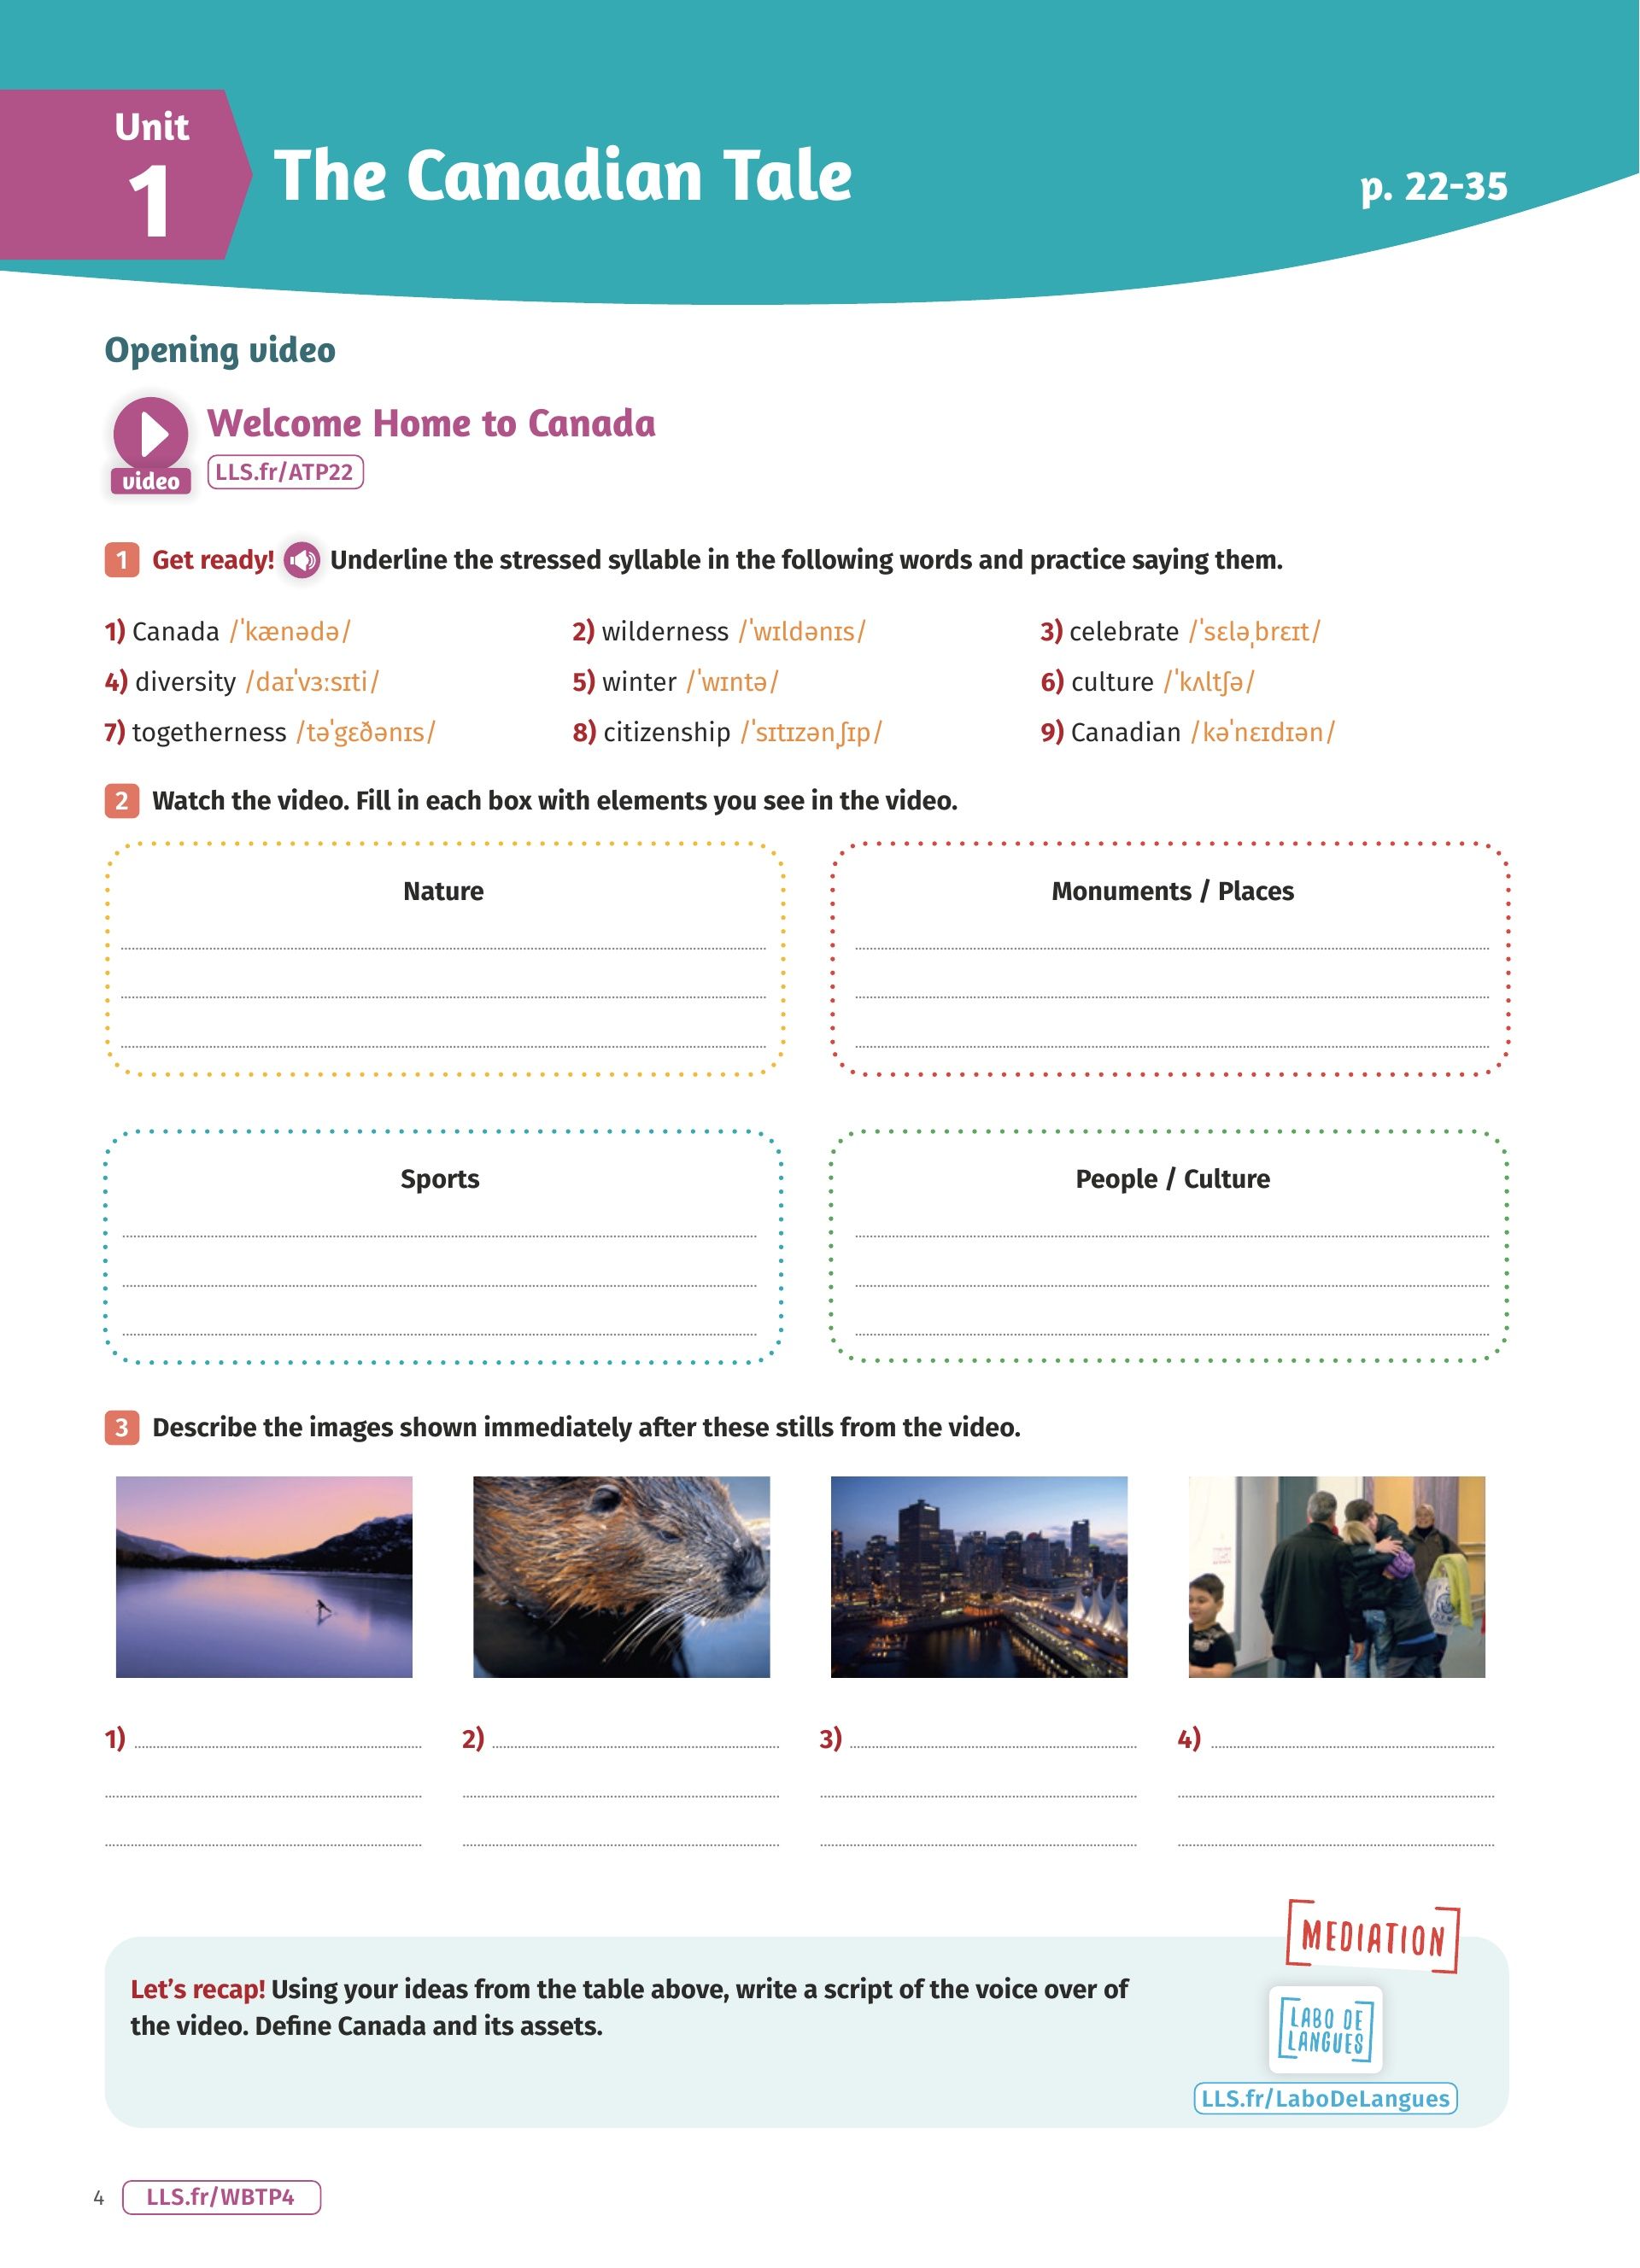 Unit
1
The Canadian Tale
p. 22-35
Opening video
video
Welcome Home to Canada
LLS.fr/ATP22
1 Get ready! Underline the stressed syllable in the following words and practice saying them.
1) Canada /ˈkænədə/ 2) wilderness /ˈwɪldənɪs/ 3) celebrate /ˈsɛləˌbrɛɪt/
4) diversity /daɪˈvɜːsɪti/ 5) winter /ˈwɪntə/ 6) culture /ˈkʌltʃə/
7) togetherness /təˈgɛðənɪs/ 8) citizenship /ˈsɪtɪzənˌʃɪp/ 9) Canadian /kəˈnɛɪdɪən/
2 Watch the video. Fill in each box with elements you see in the video.
Nature
Monuments / Places
Sports
People / Culture
3 Describe the images shown immediately after these stills from the video.
1) 2) 3) 4)
MEDIATION
Let's recap! Using your ideas from the table above, write a script of the voice over of
the video. Define Canada and its assets.
LABO DE
LANGUES
LLS.fr/LaboDeLangues
4 LLS.fr/WBTP4